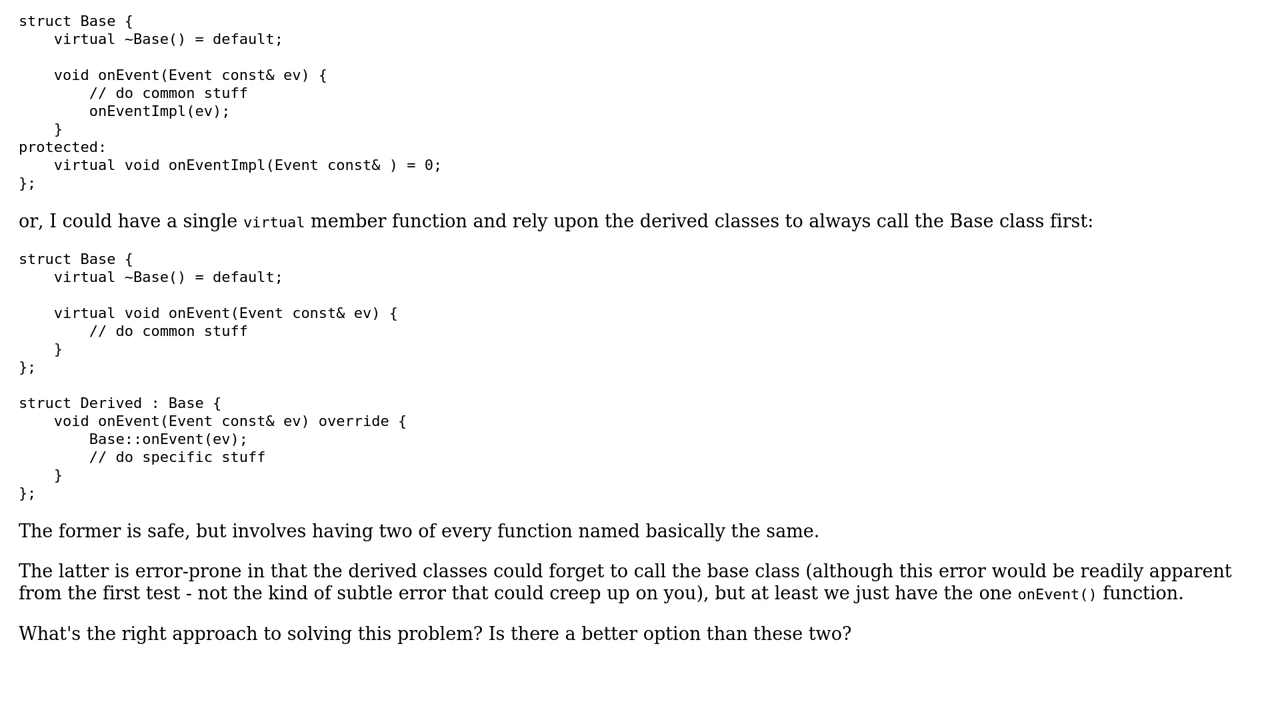 struct Base {
    virtual ~Base() = default;

    void onEvent(Event const& ev) {
        // do common stuff
        onEventImpl(ev);
    }
protected:
    virtual void onEventImpl(Event const& ) = 0;
};
or, I could have a single virtual member function and rely upon the derived classes to always call the Base class first:
struct Base {
    virtual ~Base() = default;

    virtual void onEvent(Event const& ev) {
        // do common stuff
    }
};

struct Derived : Base {
    void onEvent(Event const& ev) override {
        Base::onEvent(ev);
        // do specific stuff
    }
};
The former is safe, but involves having two of every function named basically the same.
The latter is error-prone in that the derived classes could forget to call the base class (although this error would be readily apparent
from the first test - not the kind of subtle error that could creep up on you), but at least we just have the one onEvent() function.
What's the right approach to solving this problem? Is there a better option than these two?